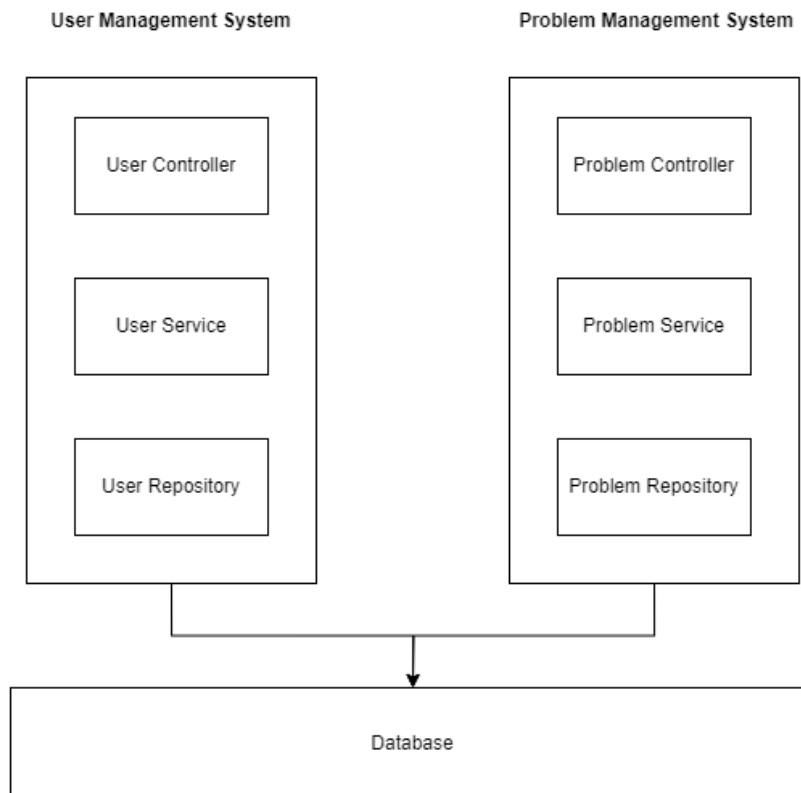 User Management System
Problem Management System
User Controller
Problem Controller
User Service
Problem Service
User Repository
Problem Repository
Database